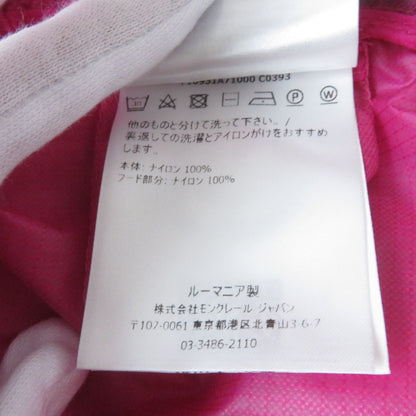 F10931A71000 C0393
他のものと分けて洗って下さい。/
裏返しての洗濯とアイロンがけをおすすめ
します。
本体: ナイロン 100%
フード部分: ナイロン 100%
ルーマニア製
株式会社モンクレール ジャパン
〒107-0061 東京都港区北青山3-6-7
03-3486-2110